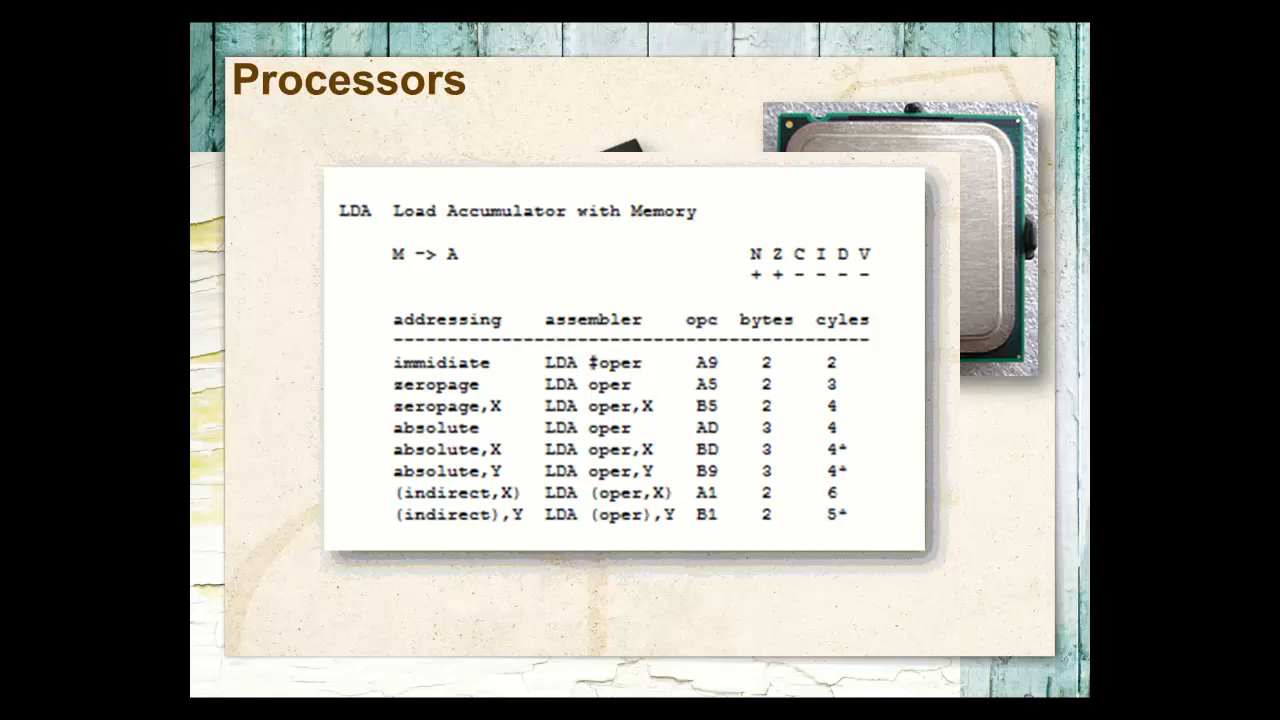 Processors
LDA Load Accumulator with Memory
M -> A N Z C I D V
+ + - - - -
addressing assembler opc bytes cyles
--------------------------------------------
immidiate LDA #oper A9 2 2
zeropage LDA oper A5 2 3
zeropage,X LDA oper,X B5 2 4
absolute LDA oper AD 3 4
absolute,X LDA oper,X BD 3 4*
absolute,Y LDA oper,Y B9 3 4*
(indirect,X) LDA (oper,X) A1 2 6
(indirect),Y LDA (oper),Y B1 2 5*